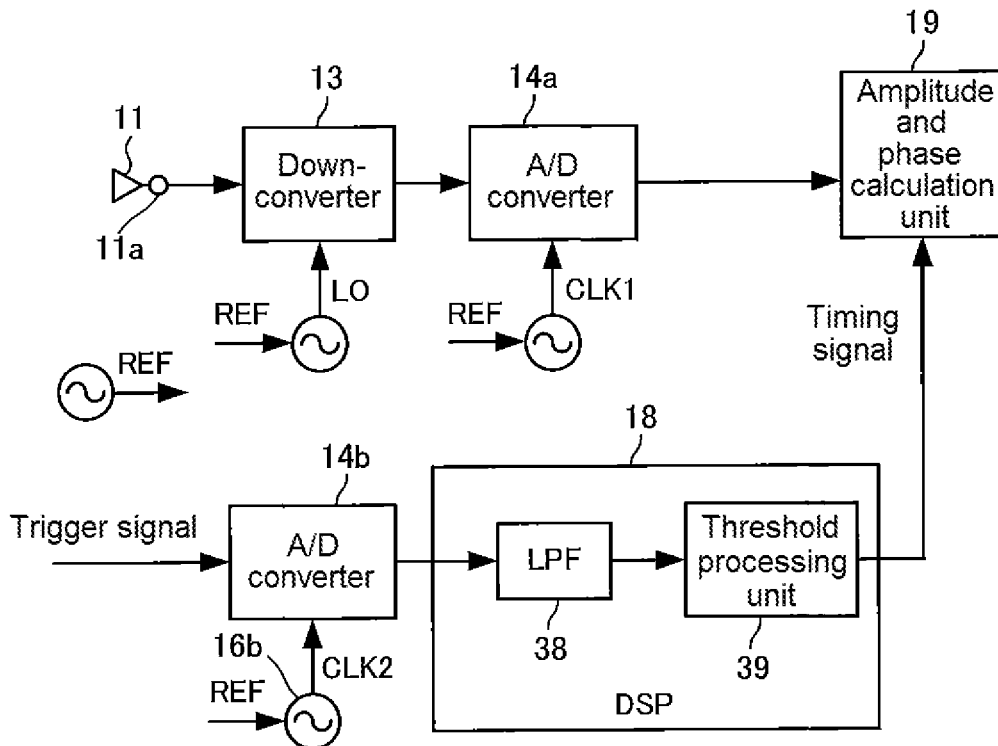 19
13
14a
11
Amplitude
and
phase
calculation
unit
Down-
converter
A/D
converter
11a
LO
CLK1
REF
REF
Timing
signal
REF
18
14b
Trigger signal
A/D
converter
LPF
Threshold
processing
unit
38
39
16b
CLK2
REF
DSP